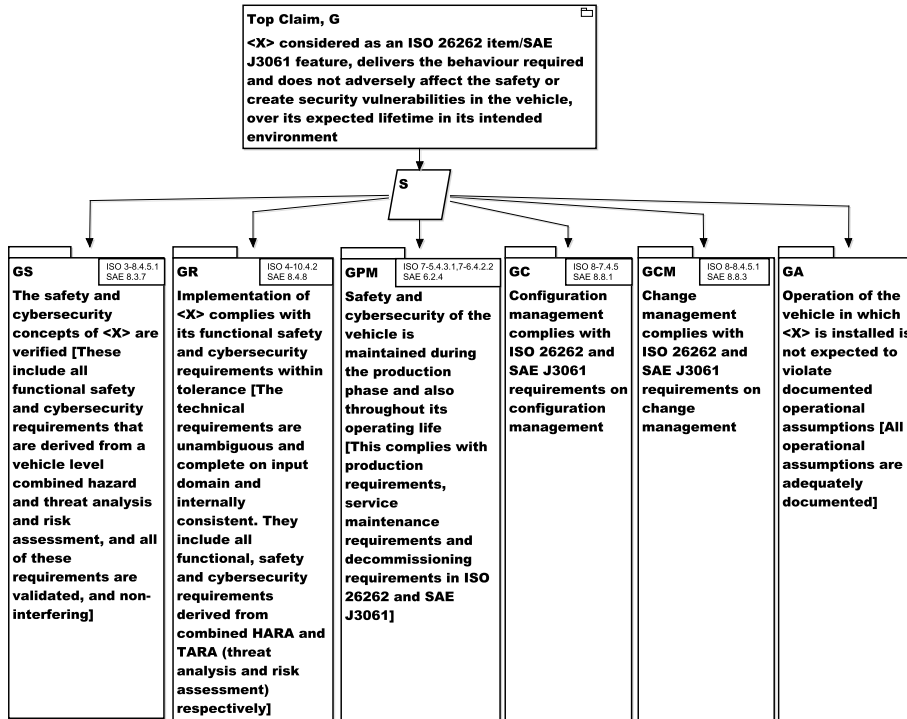 Top Claim, G
<X> considered as an ISO 26262 item/SAE
J3061 feature, delivers the behaviour required
and does not adversely affect the safety or
create security vulnerabilities in the vehicle,
over its expected lifetime in its intended
environment
S
GS
ISO 3-8.4.5.1
SAE 8.3.7
The safety and
cybersecurity
concepts of <X> are
verified [These
include all
functional safety
and cybersecurity
requirements that
are derived from a
vehicle level
combined hazard
and threat analysis
and risk
assessment, and all
of these
requirements are
validated, and non-
interfering]
GR
ISO 4-10.4.2
SAE 8.4.8
Implementation of
<X> complies with
its functional safety
and cybersecurity
requirements within
tolerance [The
technical
requirements are
unambiguous and
complete on input
domain and
internally
consistent. They
include all
functional, safety
and cybersecurity
requirements
derived from
combined HARA and
TARA (threat
analysis and risk
assessment)
respectively]
GPM
ISO 7-5.4.3.1,7-6.4.2.2
SAE 6.2.4
Safety and
cybersecurity of the
vehicle is
maintained during
the production
phase and also
throughout its
operating life
[This complies with
production
requirements,
service
maintenance
requirements and
decommissioning
requirements in ISO
26262 and SAE
J3061]
GC
ISO 8-7.4.5
SAE 8.8.1
Configuration
management
complies with
ISO 26262 and
SAE J3061
requirements on
configuration
management
GCM
ISO 8-8.4.5.1
SAE 8.8.3
Change
management
complies with
ISO 26262 and
SAE J3061
requirements on
change
management
GA
Operation of the
vehicle in which
<X> is installed is
not expected to
violate
documented
operational
assumptions [All
operational
assumptions are
adequately
documented]